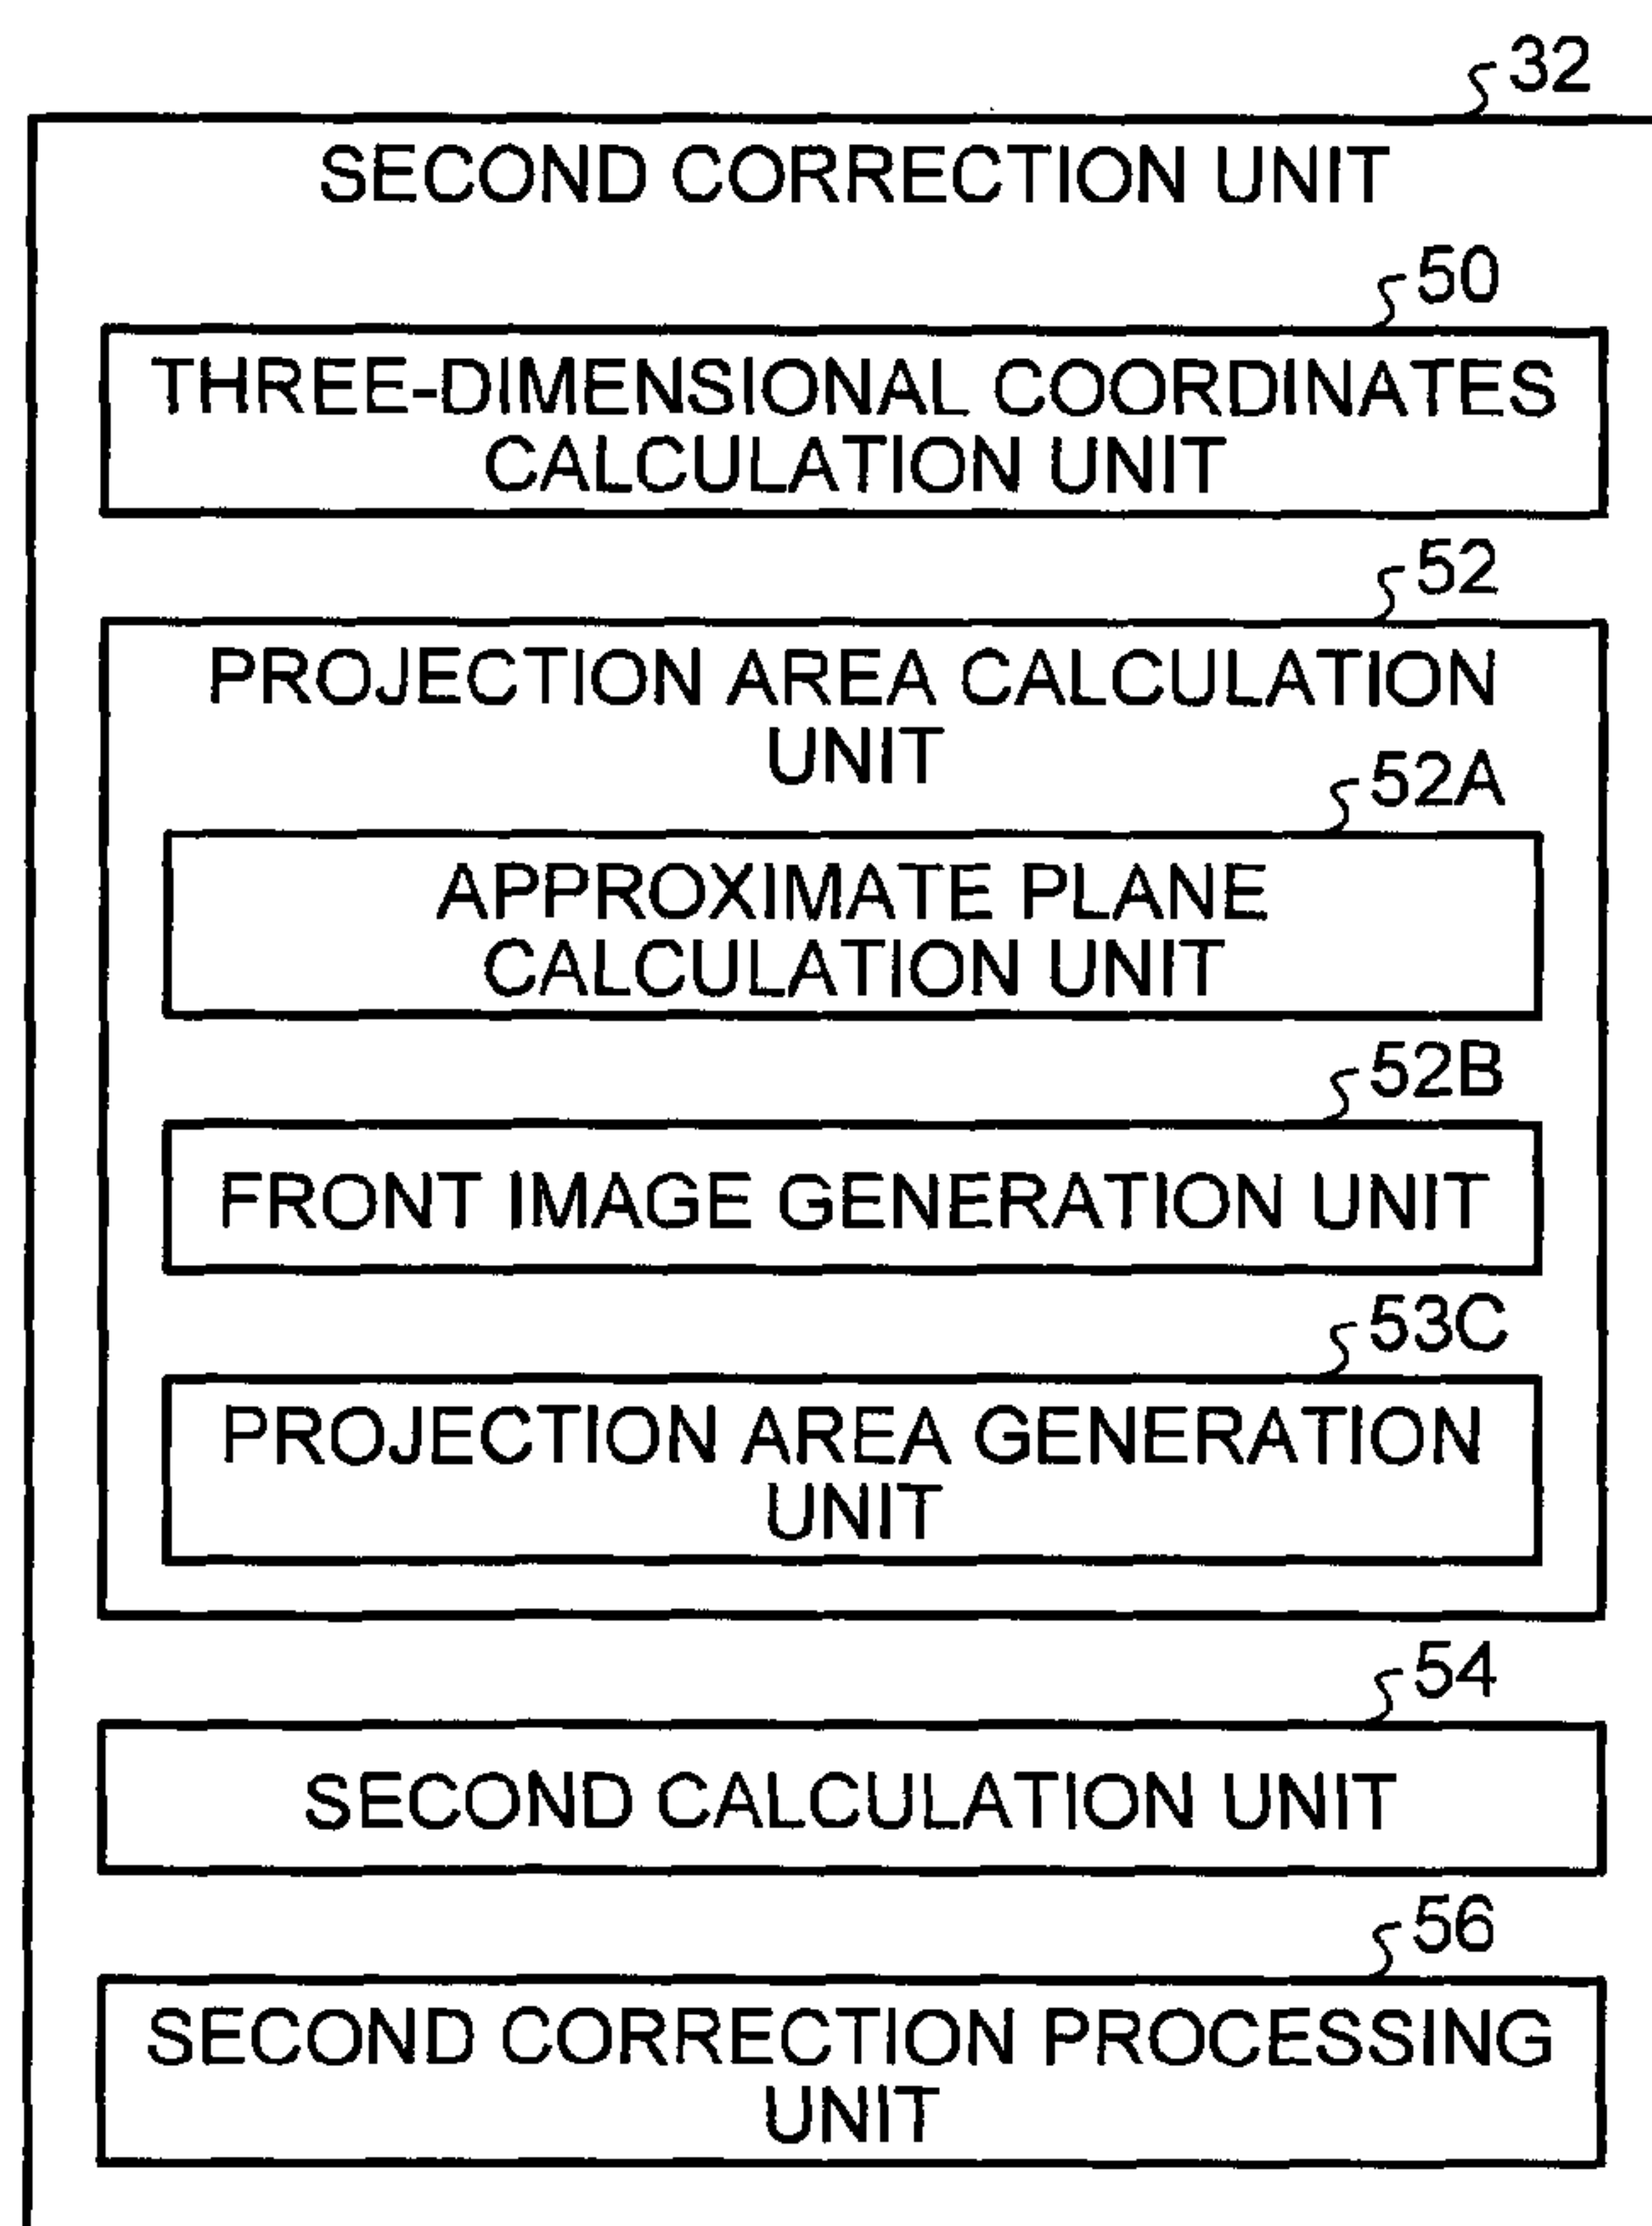 32
SECOND CORRECTION UNIT
50
THREE-DIMENSIONAL COORDINATES
CALCULATION UNIT
52
PROJECTION AREA CALCULATION
UNIT
52A
APPROXIMATE PLANE
CALCULATION UNIT
52B
FRONT IMAGE GENERATION UNIT
53C
PROJECTION AREA GENERATION
UNIT
54
SECOND CALCULATION UNIT
56
SECOND CORRECTION PROCESSING
UNIT